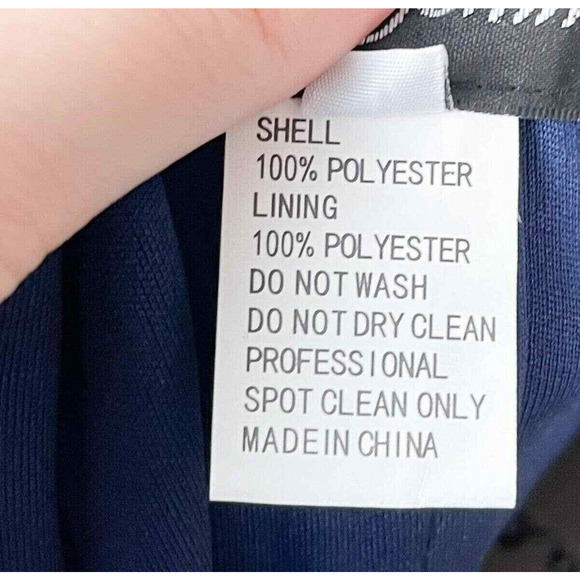 SHELL
100% POLYESTER
LINING
100% POLYESTER
DO NOT WASH
DO NOT DRY CLEAN
PROFESSIONAL
SPOT CLEAN ONLY
MADE IN CHINA